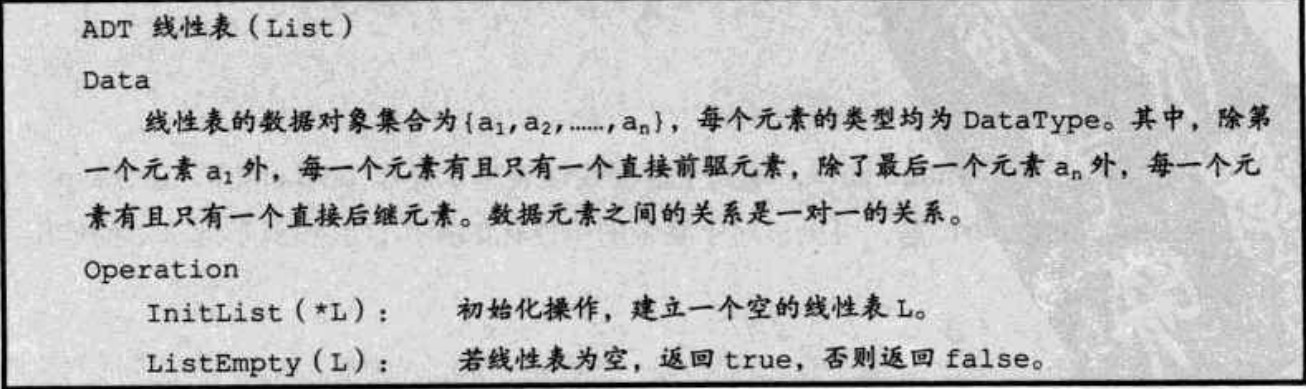 ADT 线性表(List)
Data
线性表的数据对象集合为{a₁,a₂,……,aₙ}，每个元素的类型均为 DataType。其中，除第
一个元素 a₁ 外，每一个元素有且只有一个直接前驱元素，除了最后一个元素 aₙ 外，每一个元
素有且只有一个直接后继元素。数据元素之间的关系是一对一的关系。
Operation
InitList(*L): 初始化操作，建立一个空的线性表 L。
ListEmpty(L): 若线性表为空，返回 true，否则返回 false。